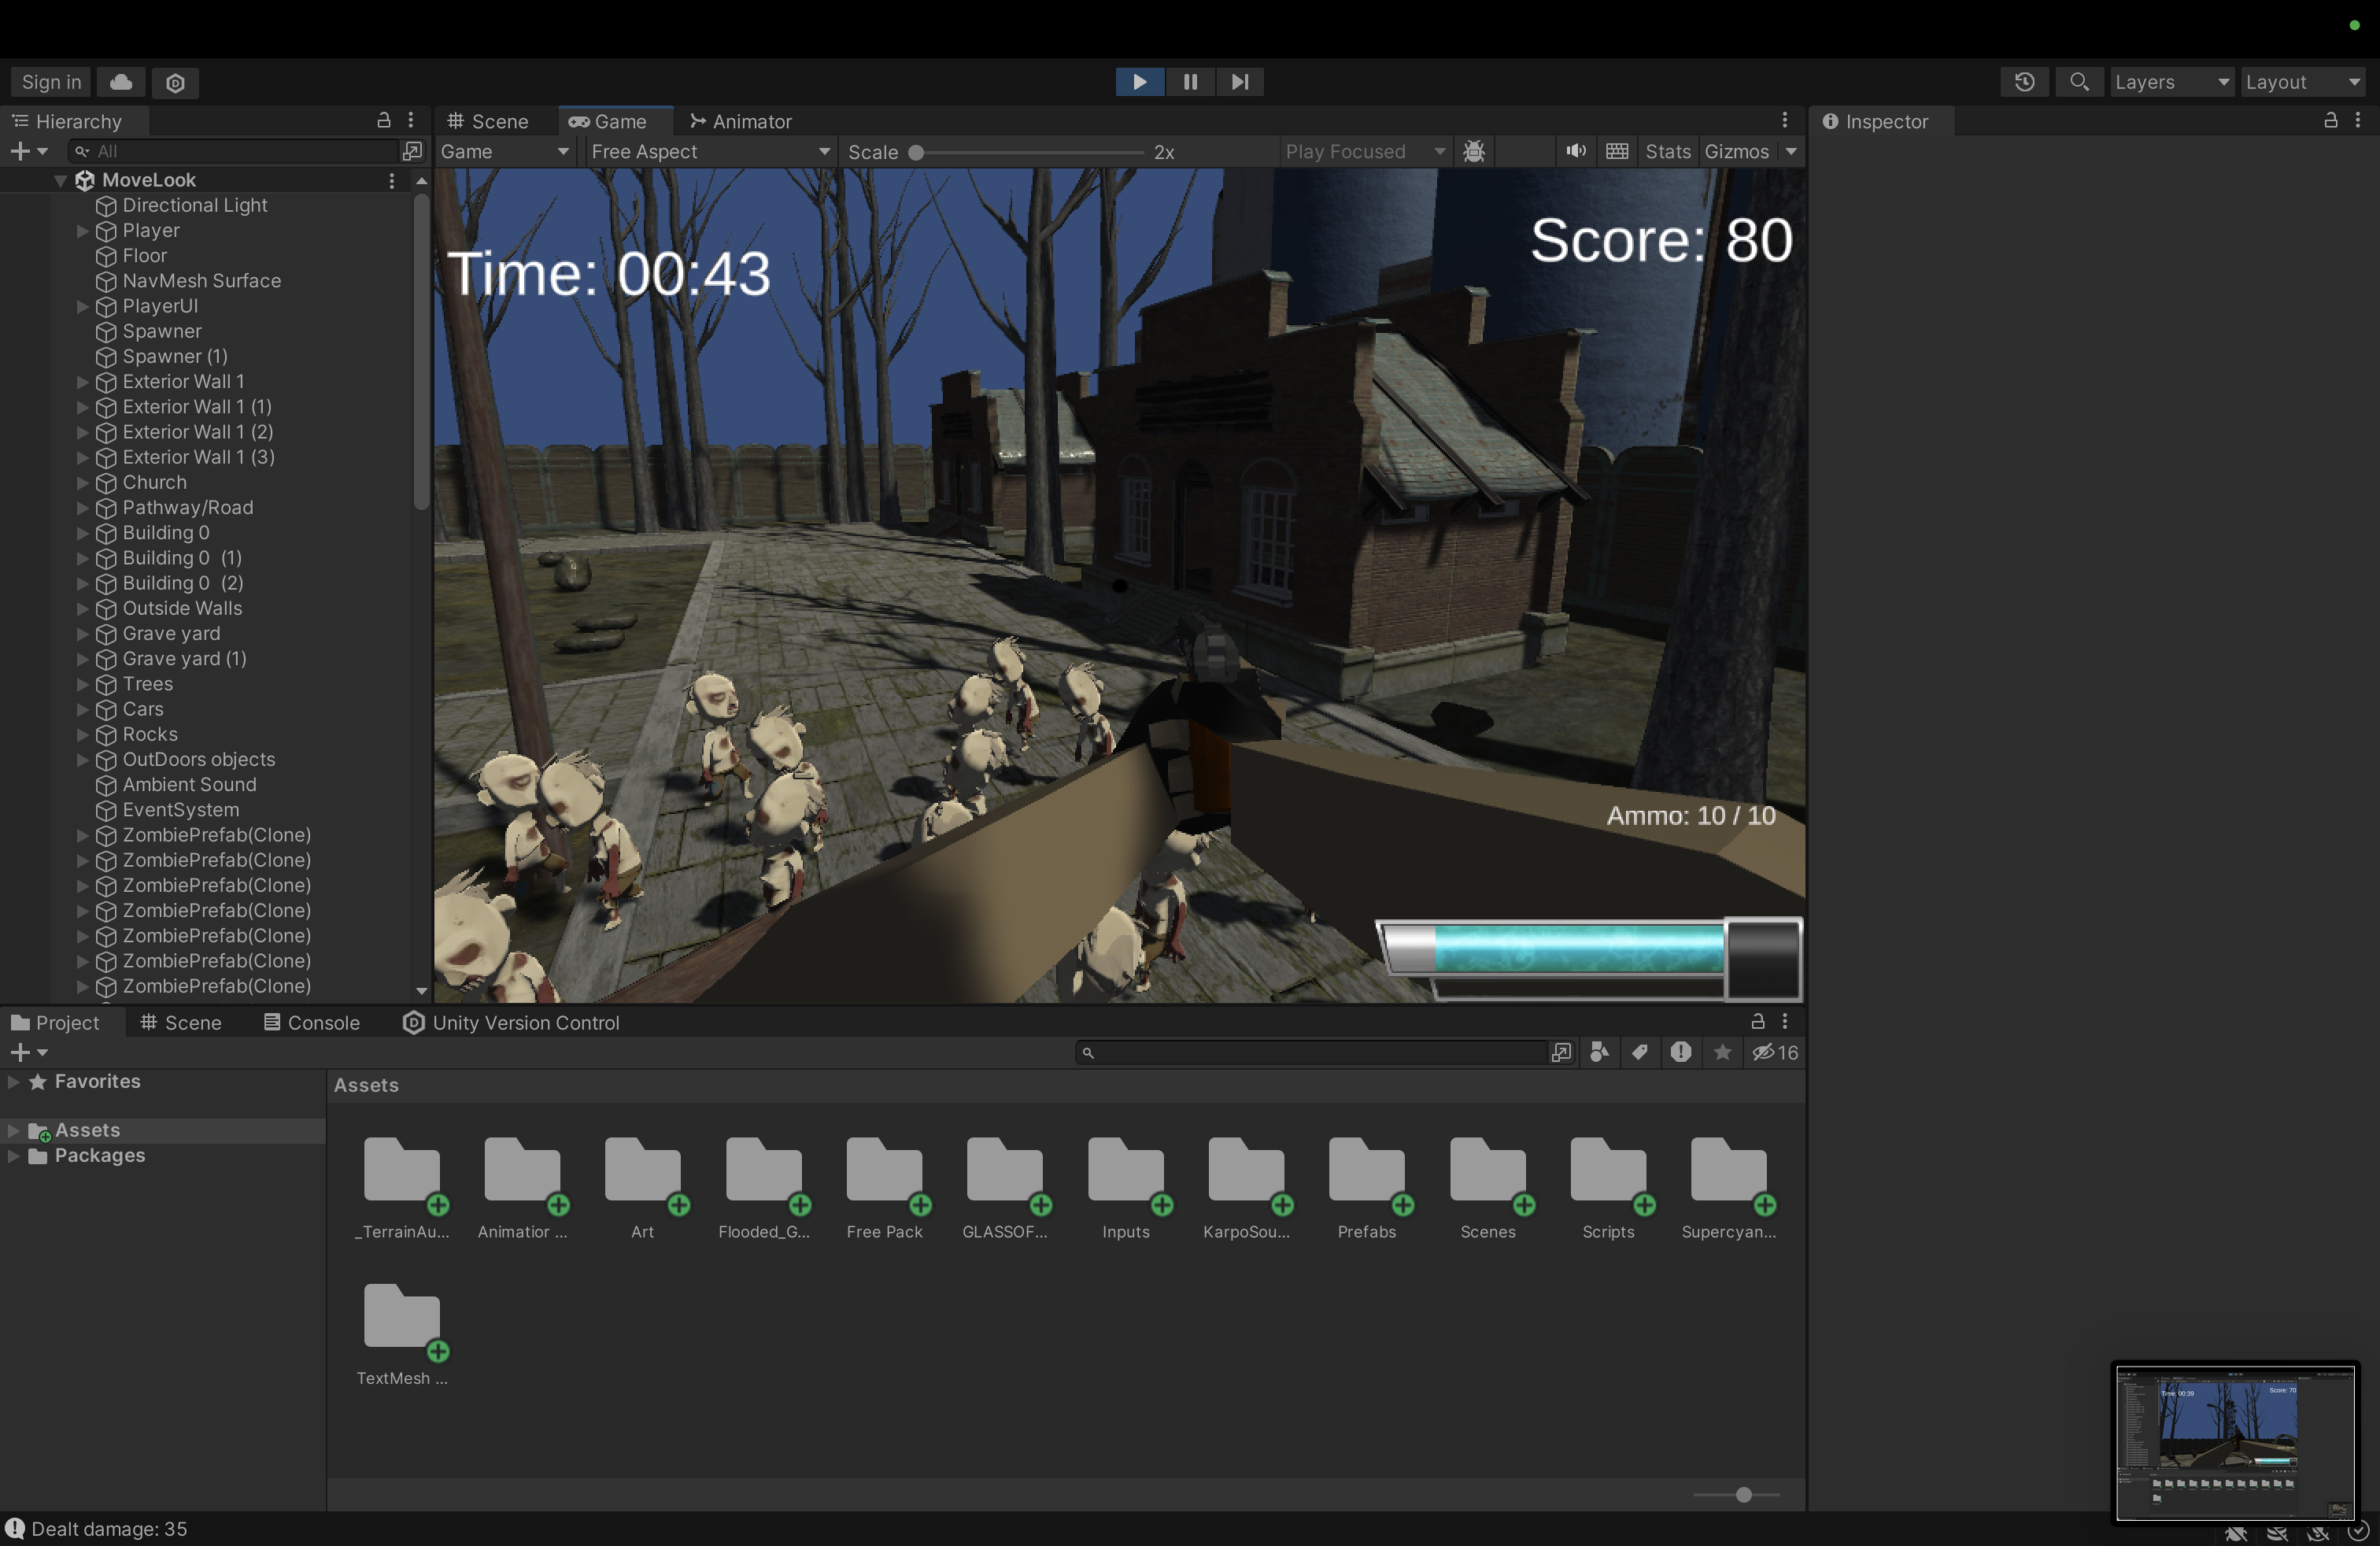 Sign in
Layers
Layout
Hierarchy
Scene
Game
Animator
Inspector
All
Game
Free Aspect
Scale
2x
Play Focused
Stats
Gizmos
MoveLook
Directional Light
Player
Floor
NavMesh Surface
PlayerUI
Spawner
Spawner (1)
Exterior Wall 1
Exterior Wall 1 (1)
Exterior Wall 1 (2)
Exterior Wall 1 (3)
Church
Pathway/Road
Building 0
Building 0 (1)
Building 0 (2)
Outside Walls
Grave yard
Grave yard (1)
Trees
Cars
Rocks
OutDoors objects
Ambient Sound
EventSystem
ZombiePrefab(Clone)
ZombiePrefab(Clone)
ZombiePrefab(Clone)
ZombiePrefab(Clone)
ZombiePrefab(Clone)
ZombiePrefab(Clone)
ZombiePrefab(Clone)
Time: 00:43
Score: 80
Ammo: 10 / 10
Project
Scene
Console
Unity Version Control
16
Favorites
Assets
Packages
Assets
_TerrainAu...
Animatior ...
Art
Flooded_G...
Free Pack
GLASSOF...
Inputs
KarpoSou...
Prefabs
Scenes
Scripts
Supercyan...
TextMesh ...
Time: 00:39
Score: 70
Dealt damage: 35